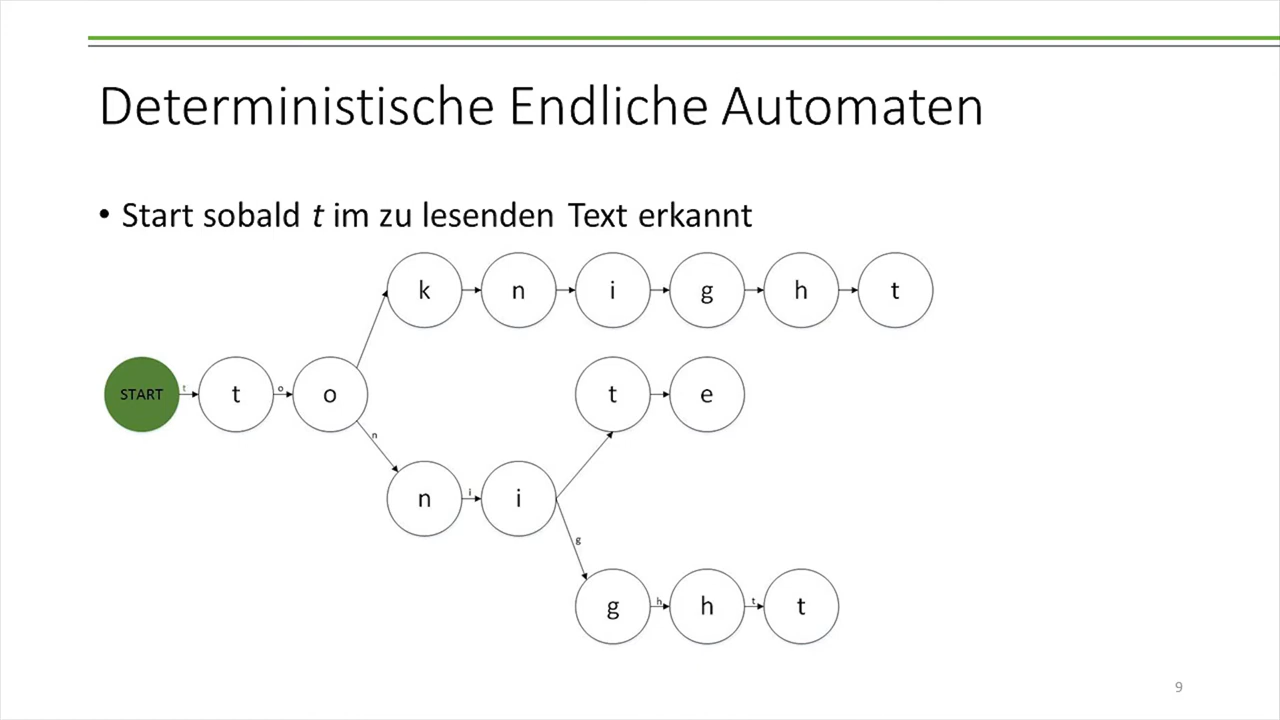 Deterministische Endliche Automaten
• Start sobald t im zu lesenden Text erkannt
k n i g h t
START t t o o t e
n
n i i
g
g h h t t
9